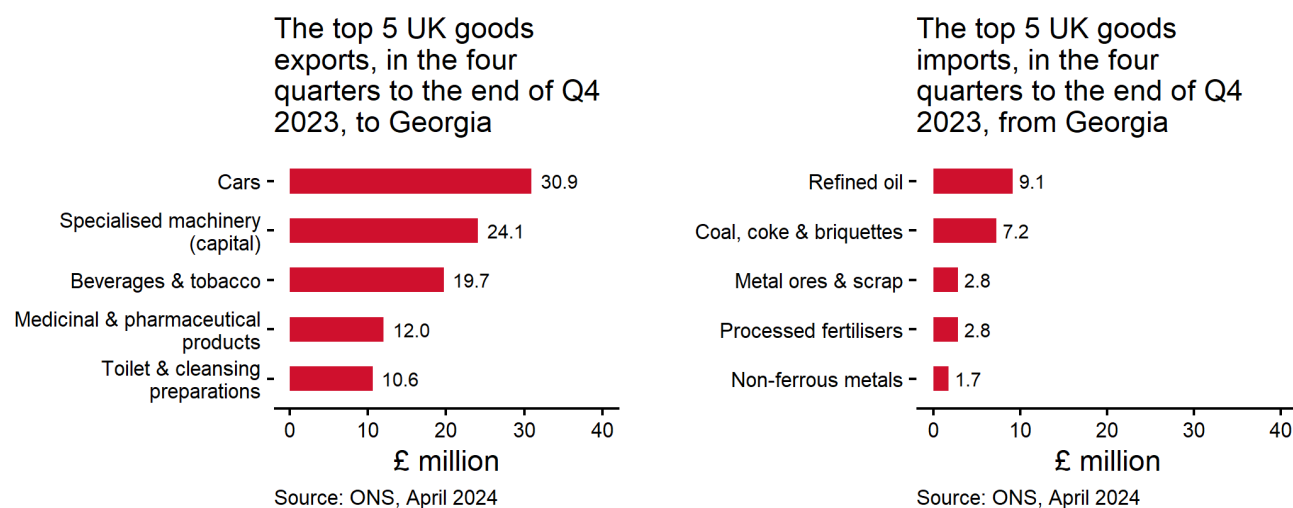 The top 5 UK goods
exports, in the four
quarters to the end of Q4
2023, to Georgia
Cars
30.9
Specialised machinery
(capital)
24.1
Beverages & tobacco
19.7
Medicinal & pharmaceutical
products
12.0
Toilet & cleansing
preparations
10.6
0 10 20 30 40
£ million
Source: ONS, April 2024
The top 5 UK goods
imports, in the four
quarters to the end of Q4
2023, from Georgia
Refined oil
9.1
Coal, coke & briquettes
7.2
Metal ores & scrap
2.8
Processed fertilisers
2.8
Non-ferrous metals
1.7
0 10 20 30 40
£ million
Source: ONS, April 2024